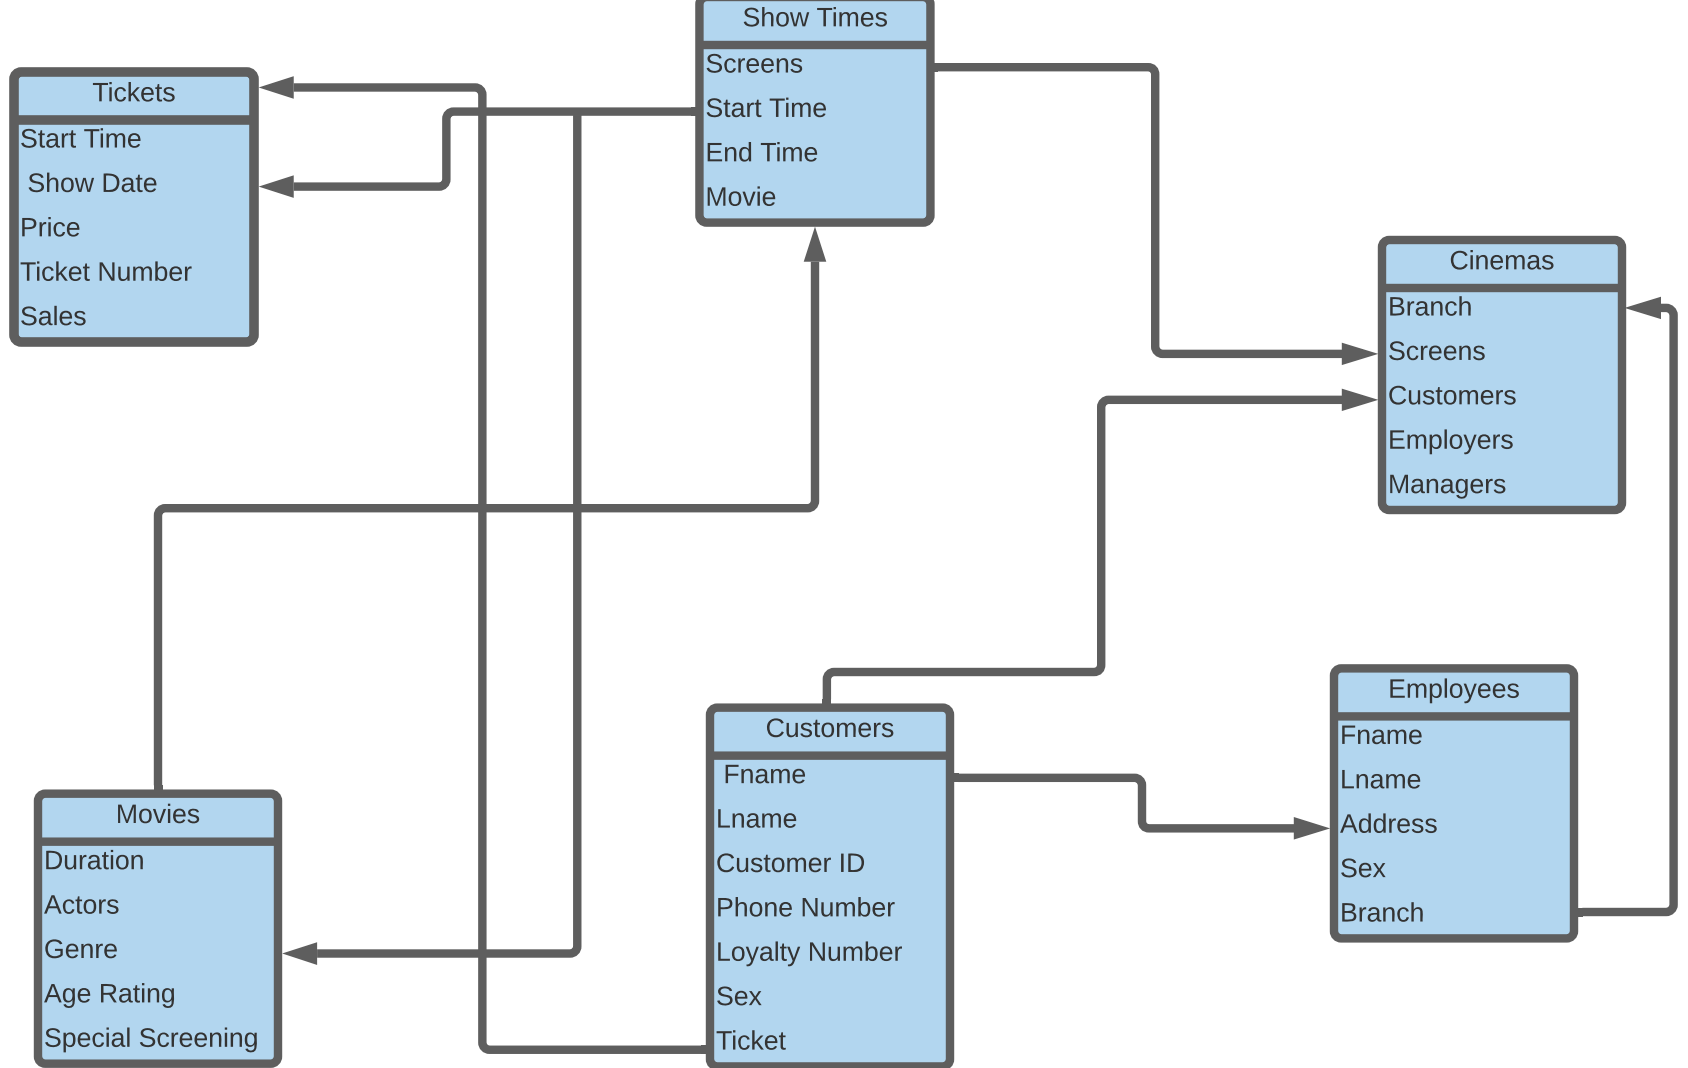 Show Times
Screens
Start Time
End Time
Movie
Tickets
Start Time
Show Date
Price
Ticket Number
Sales
Cinemas
Branch
Screens
Customers
Employers
Managers
Movies
Duration
Actors
Genre
Age Rating
Special Screening
Customers
Fname
Lname
Customer ID
Phone Number
Loyalty Number
Sex
Ticket
Employees
Fname
Lname
Address
Sex
Branch